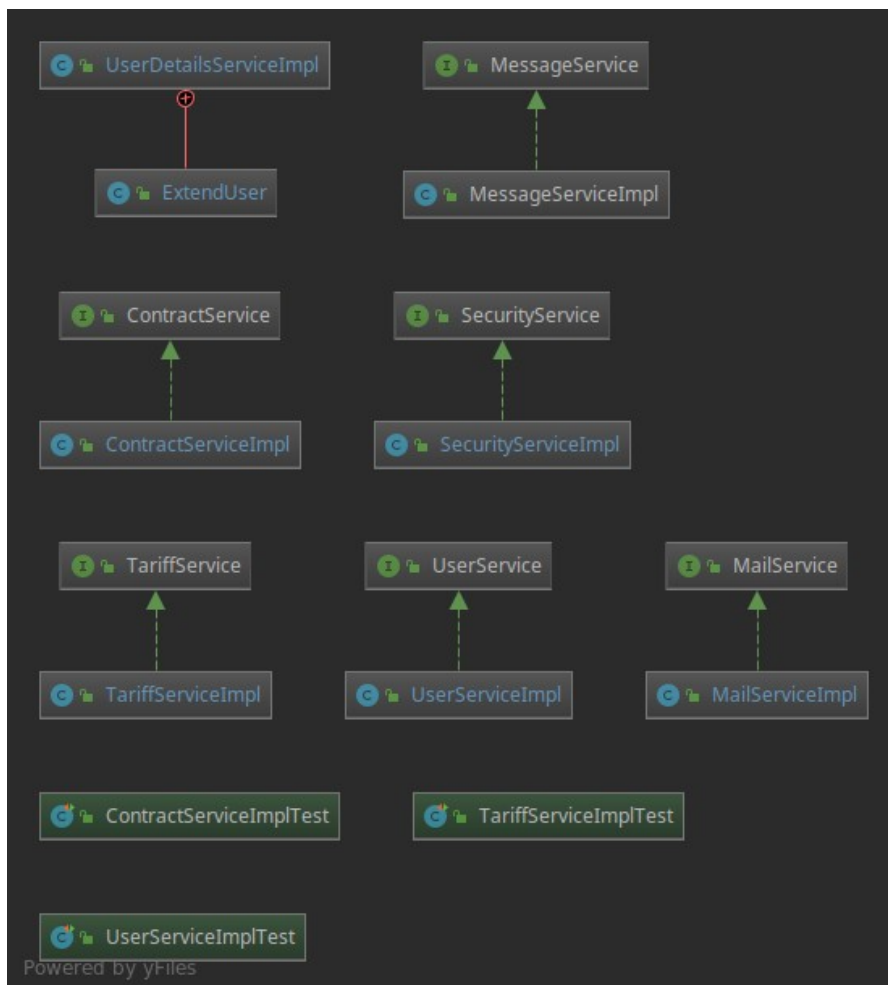 UserDetailsServiceImpl
MessageService
ExtendUser
MessageServiceImpl
ContractService
SecurityService
ContractServiceImpl
SecurityServiceImpl
TariffService
UserService
MailService
TariffServiceImpl
UserServiceImpl
MailServiceImpl
ContractServiceImplTest
TariffServiceImplTest
UserServiceImplTest
Powered by yFiles